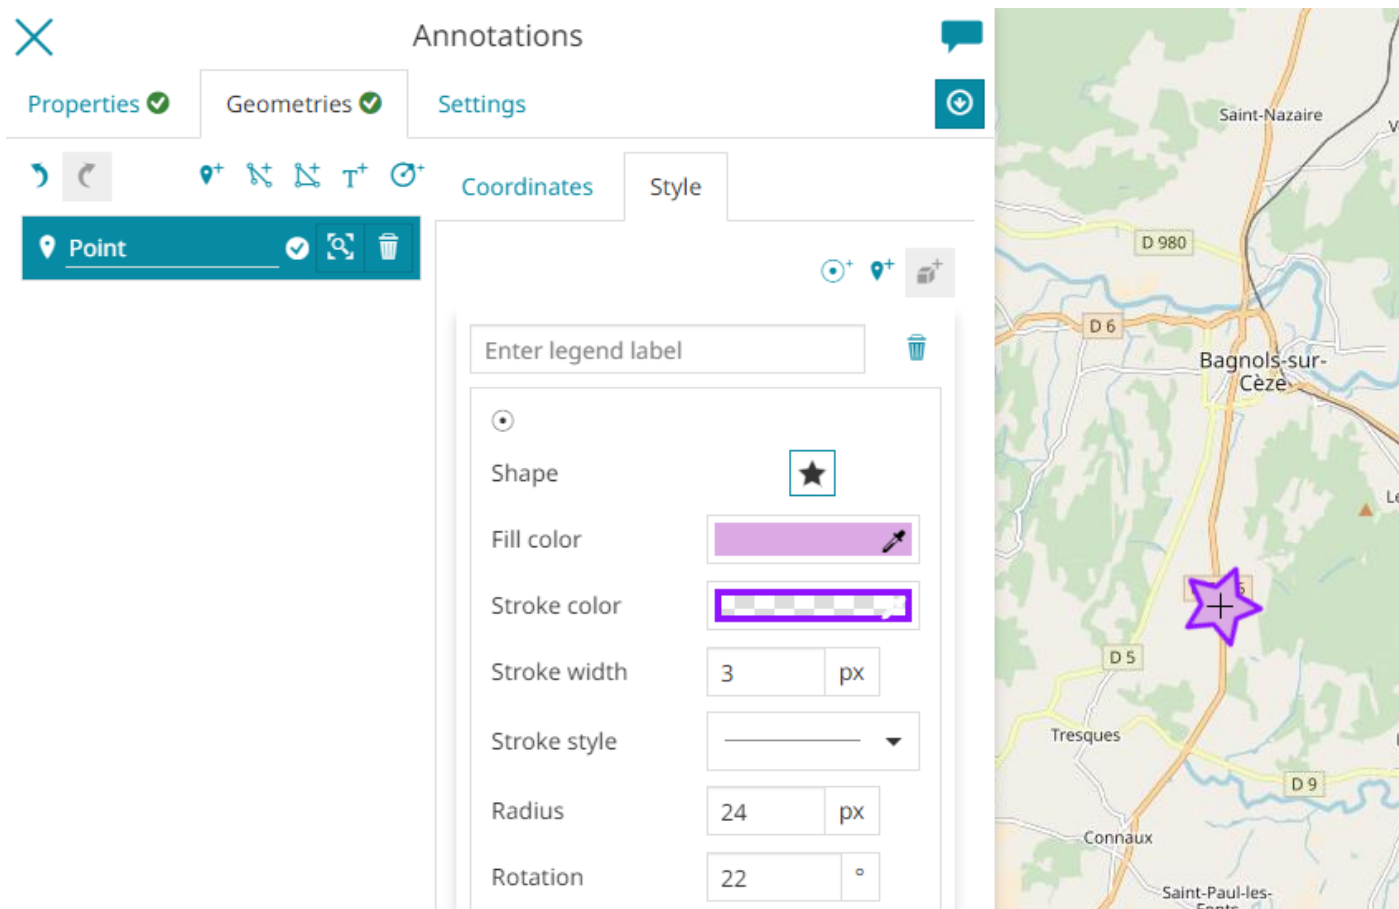 Annotations
Properties
Geometries
Settings
Coordinates
Style
Point
Enter legend label
Shape
Fill color
Stroke color
Stroke width
3 px
Stroke style
Radius
24 px
Rotation
22 °
Saint-Nazaire
D 980
D 6
Bagnols-sur-
Cèze
D 5
Tresques
D 9
Connaux
Saint-Paul-les-